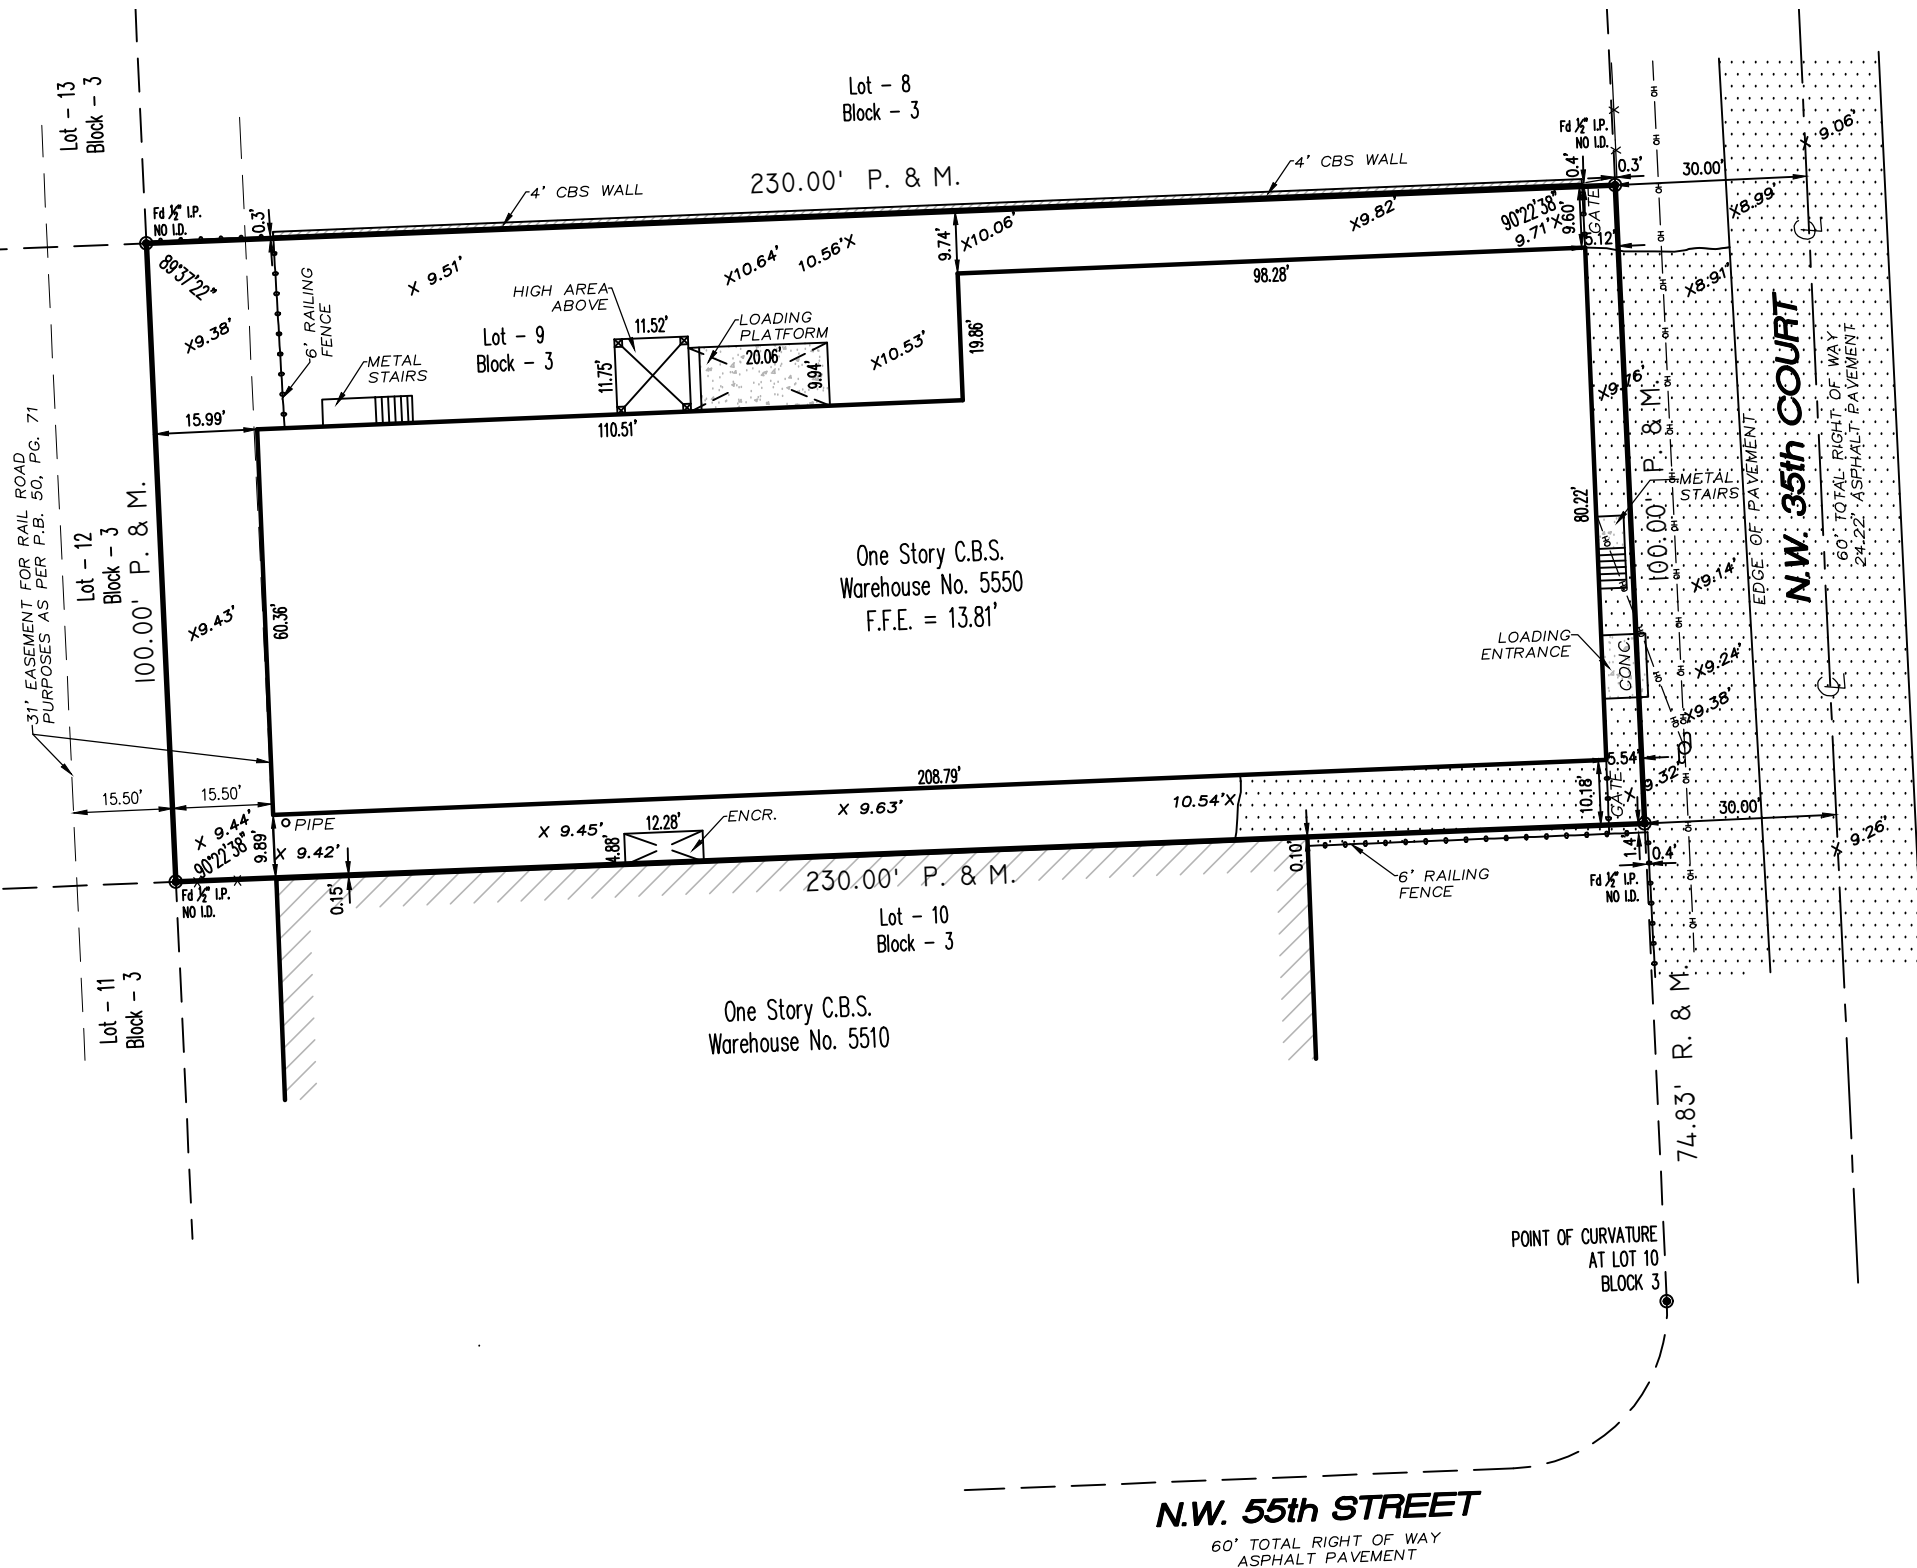 Lot - 13
Block - 3
Lot - 8
Block - 3
Fd ½" I.P.
NO I.D.
0.4'
0.3'
30.00'
X 9.06'
4' CBS WALL
230.00' P. & M.
4' CBS WALL
Fd ½" I.P.
NO I.D.
0.3'
X8.99'
90°22'38"
9.60'
GATE
9.71'X
5.12'
X9.82'
X10.06'
9.74'
10.56'X
X10.64'
X 9.51'
89°37'22"
X9.38'
6' RAILING
FENCE
HIGH AREA
ABOVE
Lot - 9
Block - 3
11.52'
11.75'
LOADING
PLATFORM
20.06'
9.94'
X10.53'
19.86'
98.28'
X8.91'
METAL
STAIRS
15.99'
110.51'
X9.76'
31' EASEMENT FOR RAIL ROAD
PURPOSES AS PER P.B. 50, PG. 71
Lot - 12
Block - 3
100.00' P. & M.
X9.43'
60.36'
One Story C.B.S.
Warehouse No. 5550
F.F.E. = 13.81'
80.22'
METAL
STAIRS
100.00' P. & M.
EDGE OF PAVEMENT
N.W. 35th COURT
60' TOTAL RIGHT OF WAY
24.22' ASPHALT PAVEMENT
X9.14'
LOADING
ENTRANCE
CONC.
X9.24'
X9.38'
5.54'
X 9.32'
208.79'
15.50'
15.50'
X 9.44'
90°22'38"
9.89'
PIPE
X 9.42'
X 9.45'
12.28'
4.88'
ENCR.
X 9.63'
10.54'X
10.18'
GATE
30.00'
X 9.26'
Fd ½" I.P.
NO I.D.
0.15'
230.00' P. & M.
0.10'
6' RAILING
FENCE
1.4'
0.4'
Fd ½" I.P.
NO I.D.
Lot - 10
Block - 3
Lot - 11
Block - 3
One Story C.B.S.
Warehouse No. 5510
74.83' R. & M.
POINT OF CURVATURE
AT LOT 10
BLOCK 3
N.W. 55th STREET
60' TOTAL RIGHT OF WAY
ASPHALT PAVEMENT